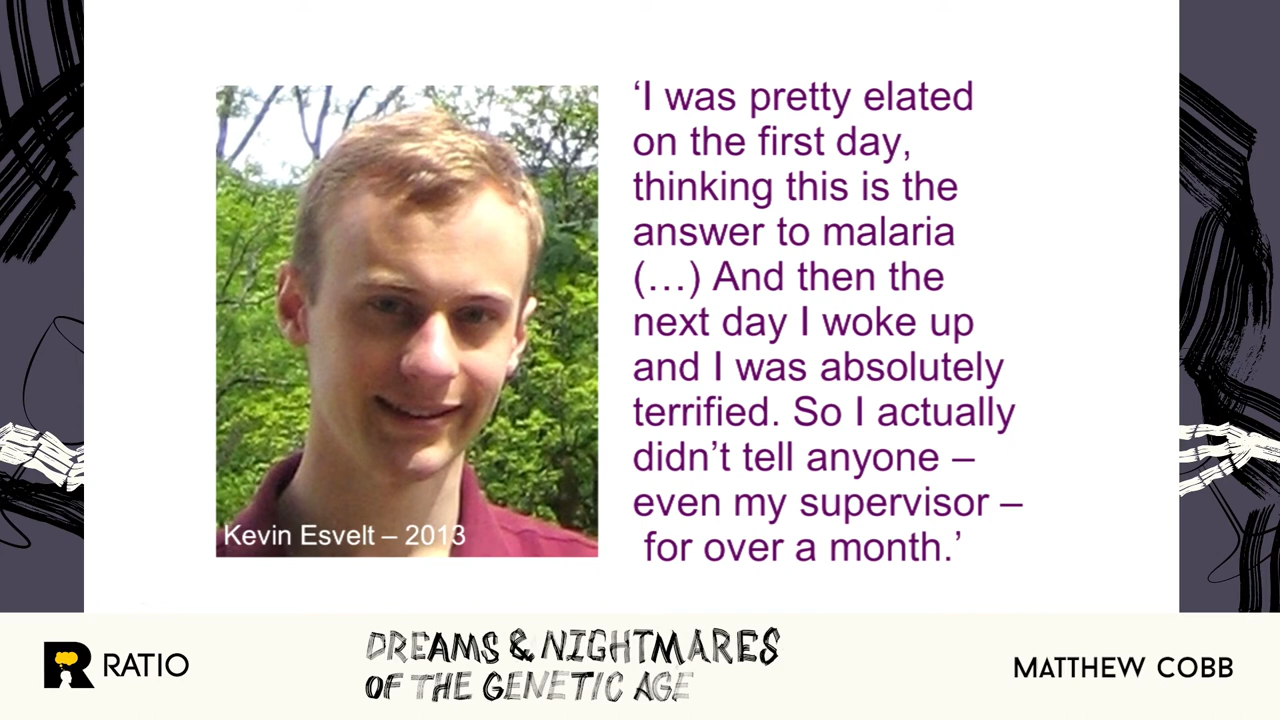 ‘I was pretty elated
on the first day,
thinking this is the
answer to malaria
(…) And then the
next day I woke up
and I was absolutely
terrified. So I actually
didn’t tell anyone –
even my supervisor –
for over a month.’
Kevin Esvelt – 2013
RATIO
DREAMS & NIGHTMARES
OF THE GENETIC AGE
MATTHEW COBB